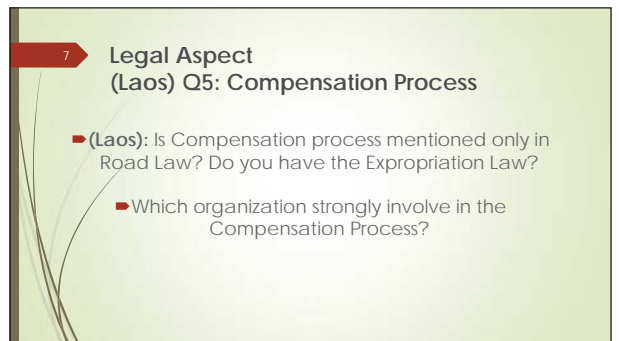 7
Legal Aspect
(Laos) Q5: Compensation Process
(Laos): Is Compensation process mentioned only in
Road Law? Do you have the Expropriation Law?
Which organization strongly involve in the
Compensation Process?